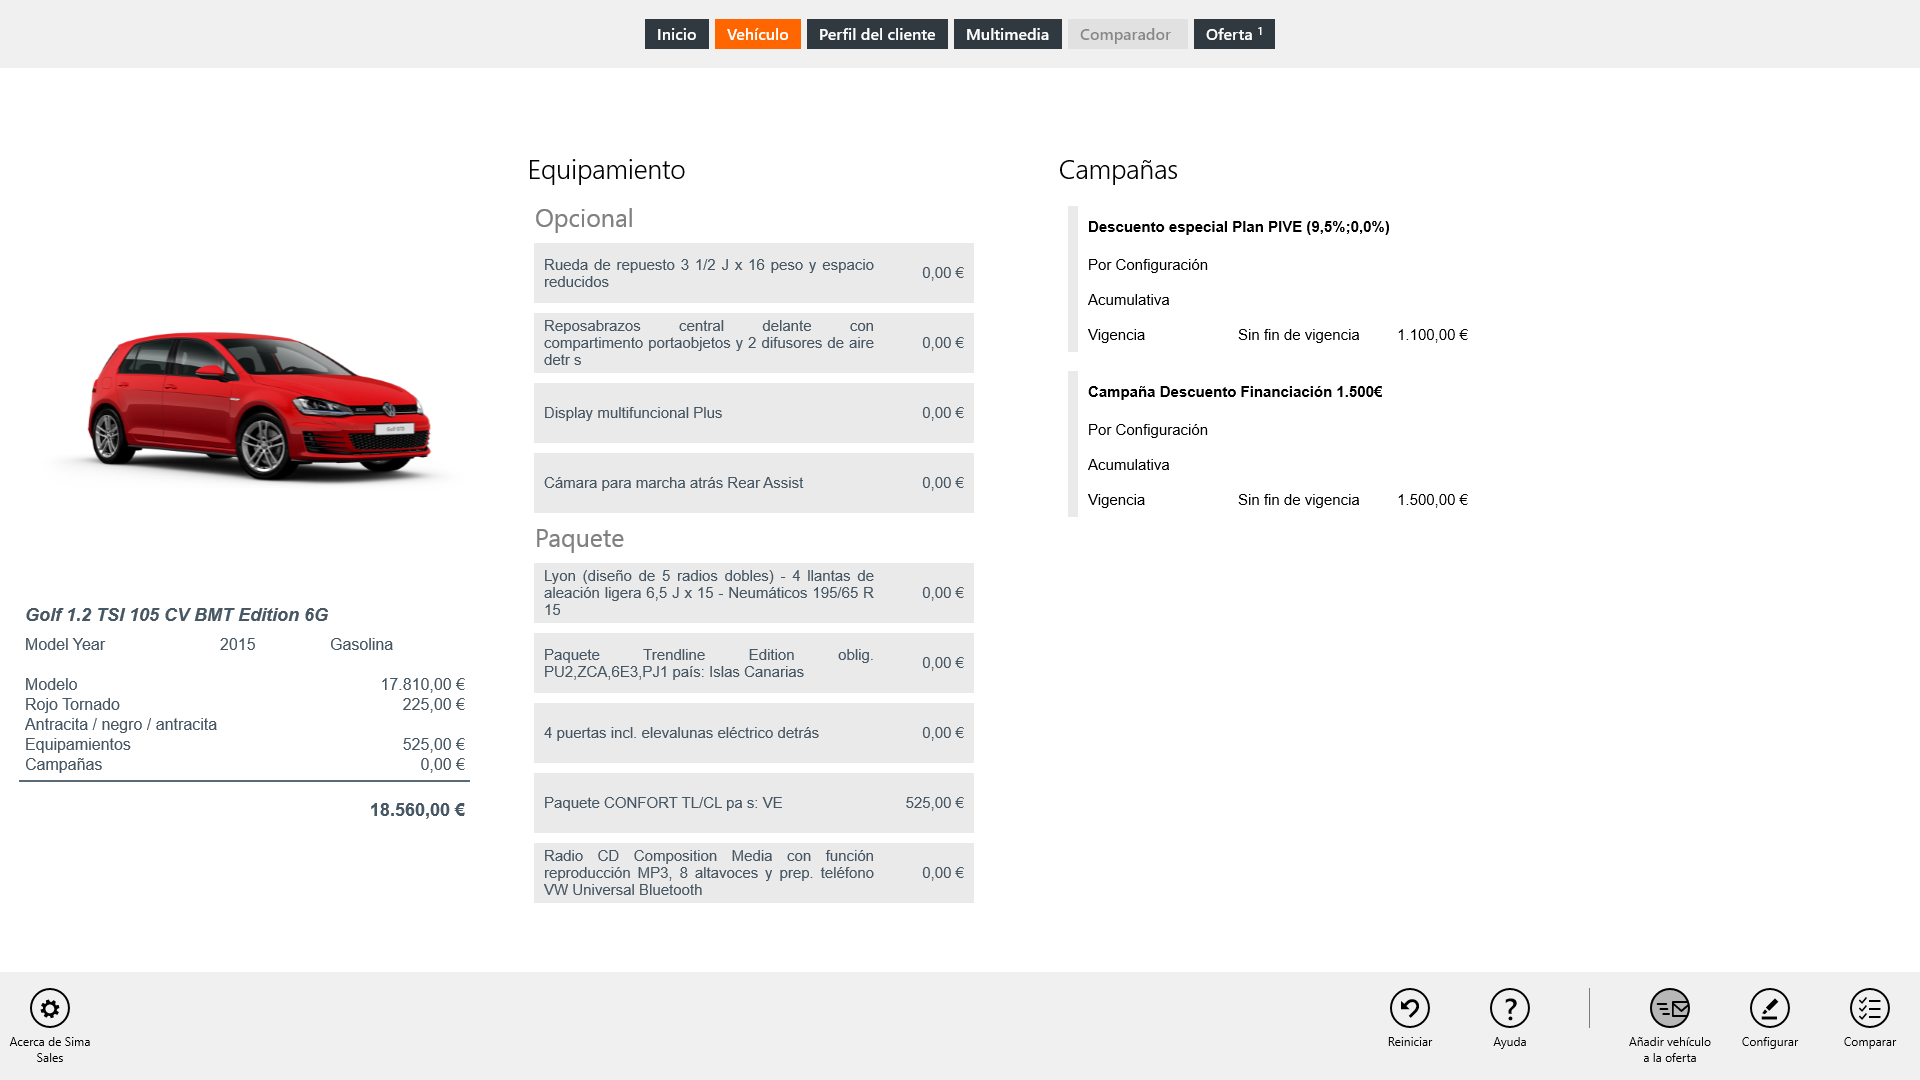 Inicio
Vehículo
Perfil del cliente
Multimedia
Comparador
Oferta 1
Golf 1.2 TSI 105 CV BMT Edition 6G
Model Year 2015 Gasolina
Modelo 17.810,00 €
Rojo Tornado 225,00 €
Antracita / negro / antracita
Equipamientos 525,00 €
Campañas 0,00 €
18.560,00 €
Equipamiento
Opcional
Rueda de repuesto 3 1/2 J x 16 peso y espacio
reducidos
0,00 €
Reposabrazos central delante con
compartimento portaobjetos y 2 difusores de aire
detr s
0,00 €
Display multifuncional Plus 0,00 €
Cámara para marcha atrás Rear Assist 0,00 €
Paquete
Lyon (diseño de 5 radios dobles) - 4 llantas de
aleación ligera 6,5 J x 15 - Neumáticos 195/65 R
15
0,00 €
Paquete Trendline Edition oblig.
PU2,ZCA,6E3,PJ1 país: Islas Canarias
0,00 €
4 puertas incl. elevalunas eléctrico detrás 0,00 €
Paquete CONFORT TL/CL pa s: VE 525,00 €
Radio CD Composition Media con función
reproducción MP3, 8 altavoces y prep. teléfono
VW Universal Bluetooth
0,00 €
Campañas
Descuento especial Plan PIVE (9,5%;0,0%)
Por Configuración
Acumulativa
Vigencia Sin fin de vigencia 1.100,00 €
Campaña Descuento Financiación 1.500€
Por Configuración
Acumulativa
Vigencia Sin fin de vigencia 1.500,00 €
Acerca de Sima
Sales
Reiniciar
Ayuda
Añadir vehículo
a la oferta
Configurar
Comparar